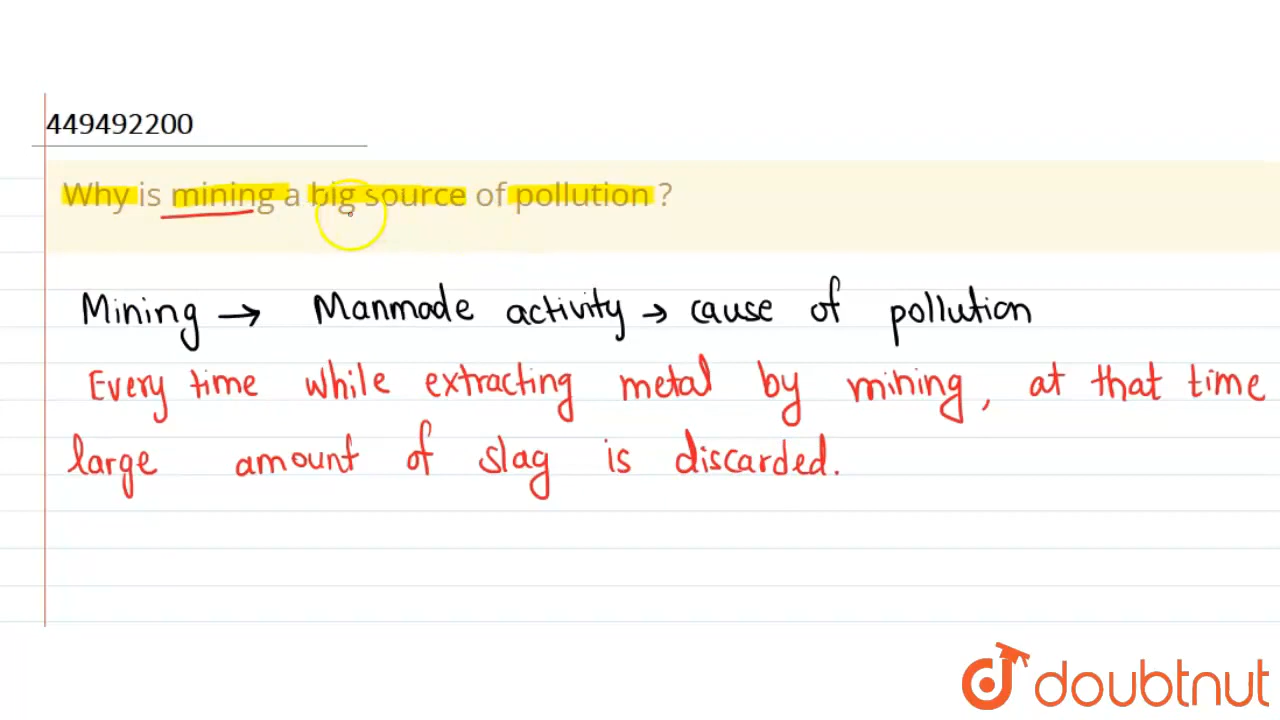 449492200
Why is mining a big source of pollution ?
Mining → Manmade activity → cause of pollution
Every time while extracting metal by mining, at that time
large amount of slag is discarded.
doubtnut